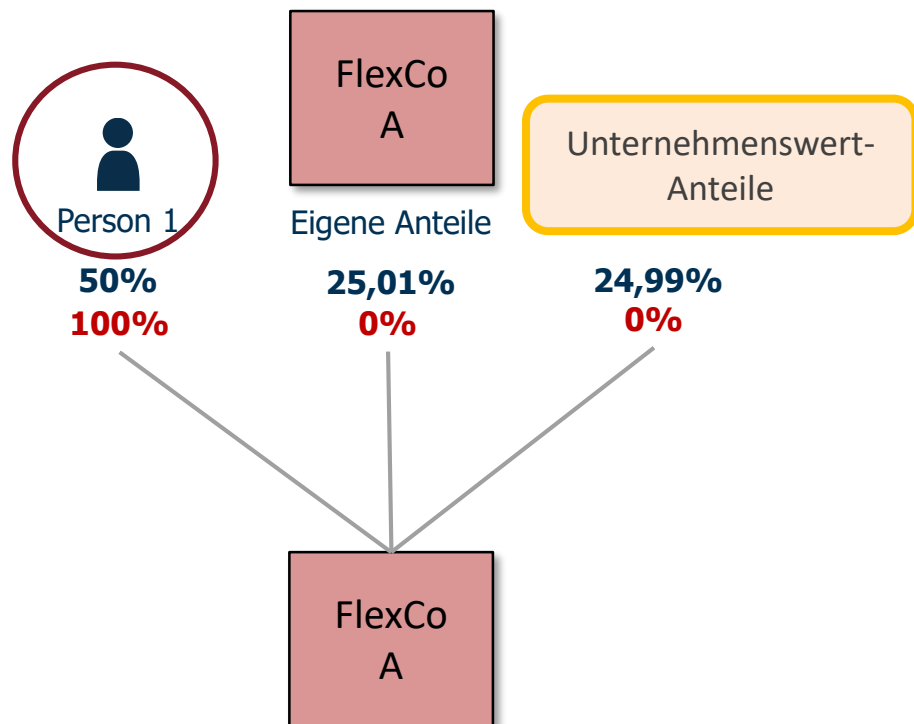 FlexCo
A
Unternehmenswert-
Anteile
Person 1
Eigene Anteile
50%
25,01%
24,99%
100%
0%
0%
FlexCo
A